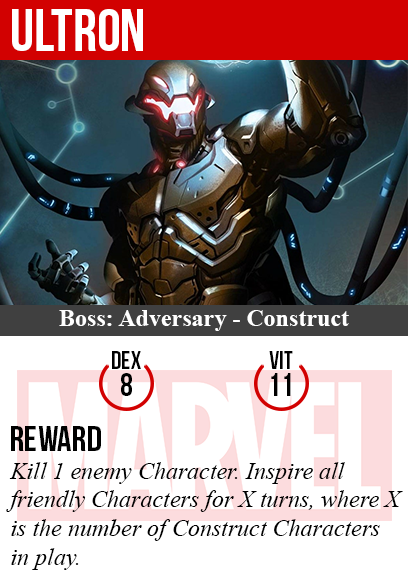 ULTRON
Boss: Adversary - Construct
DEX
8
VIT
11
MARVEL
REWARD
Kill 1 enemy Character. Inspire all
friendly Characters for X turns, where X
is the number of Construct Characters
in play.